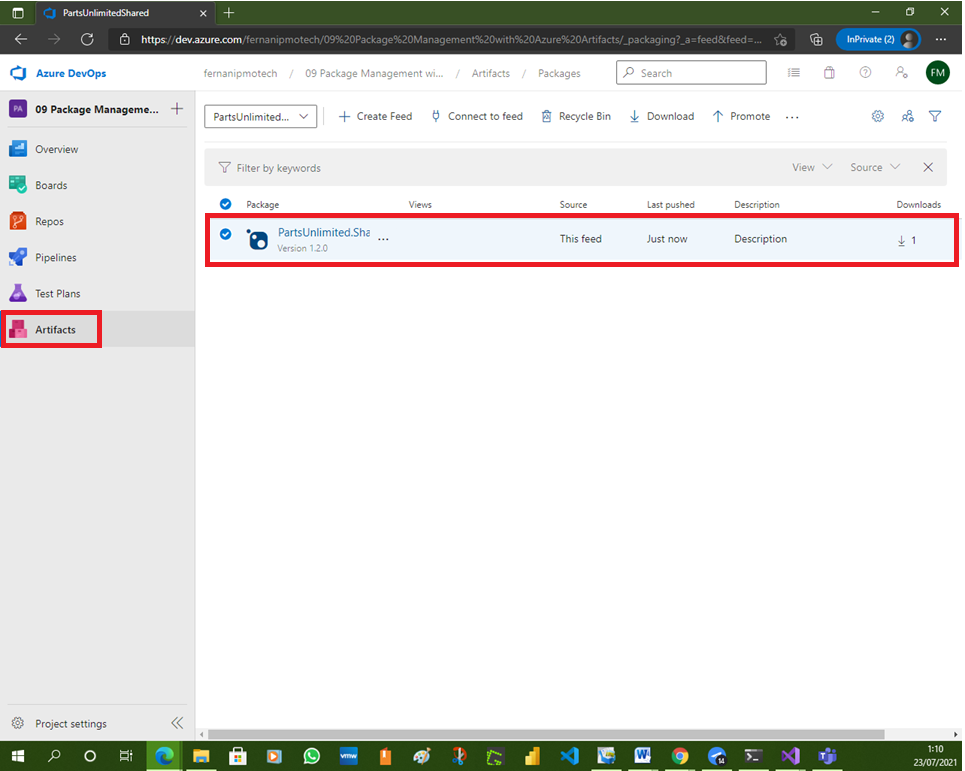 PartsUnlimitedShared
https://dev.azure.com/fernanipmotech/09%20Package%20Management%20with%20Azure%20Artifacts/_packaging?_a=feed&feed=...
InPrivate (2)
Azure DevOps
fernanipmotech / 09 Package Management wi... / Artifacts / Packages
Search
FM
PA
09 Package Manageme...
PartsUnlimited...
Create Feed
Connect to feed
Recycle Bin
Download
Promote
Overview
Boards
Repos
Pipelines
Test Plans
Artifacts
Filter by keywords
View
Source
Package
Views
Source
Last pushed
Description
Downloads
PartsUnlimited.Sha
Version 1.2.0
This feed
Just now
Description
1
Project settings
vmw
14
1:10
23/07/2021